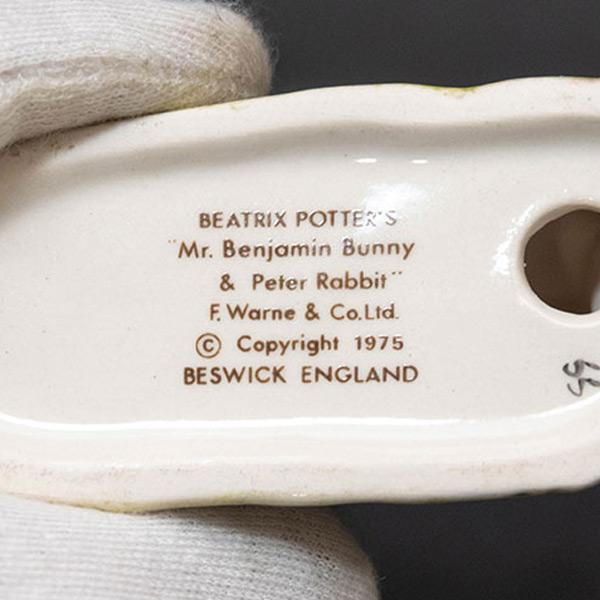 BEATRIX POTTER'S
"Mr. Benjamin Bunny
& Peter Rabbit"
F. Warne & Co.Ltd.
© Copyright 1975
BESWICK ENGLAND